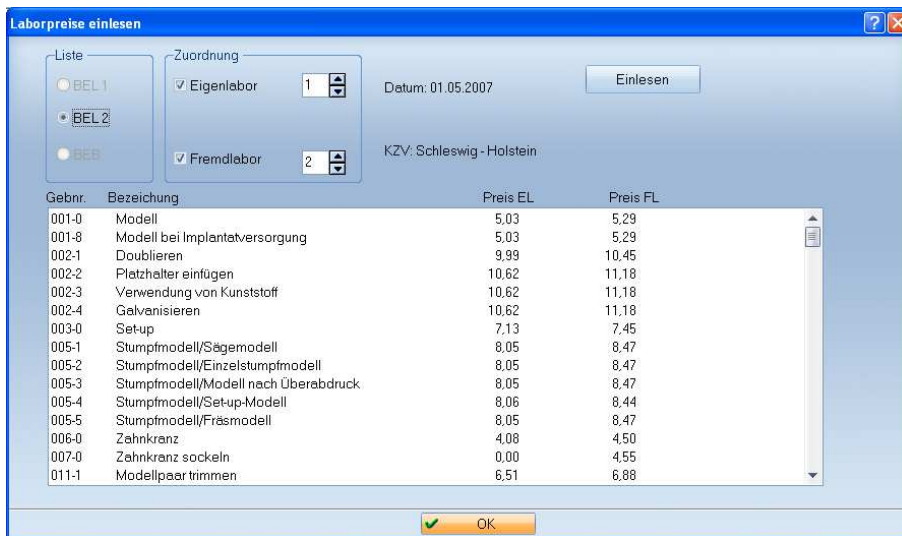 Laborpreise einlesen
Liste
BEL 1
BEL 2
BEB
Zuordnung
Eigenlabor 1
Fremdlabor 2
Datum: 01.05.2007
KZV: Schleswig - Holstein
Einlesen
Gebnr. Bezeichung Preis EL Preis FL
001-0 Modell 5,03 5,29
001-8 Modell bei Implantatversorgung 5,03 5,29
002-1 Doublieren 9,99 10,45
002-2 Platzhalter einfügen 10,62 11,18
002-3 Verwendung von Kunststoff 10,62 11,18
002-4 Galvanisieren 10,62 11,18
003-0 Set-up 7,13 7,45
005-1 Stumpfmodell/Sägemodell 8,05 8,47
005-2 Stumpfmodell/Einzelstumpfmodell 8,05 8,47
005-3 Stumpfmodell/Modell nach Überabdruck 8,05 8,47
005-4 Stumpfmodell/Set-up-Modell 8,06 8,44
005-5 Stumpfmodell/Fräsmodell 8,05 8,47
006-0 Zahnkranz 4,08 4,50
007-0 Zahnkranz sockeln 0,00 4,55
011-1 Modellpaar trimmen 6,51 6,88
OK